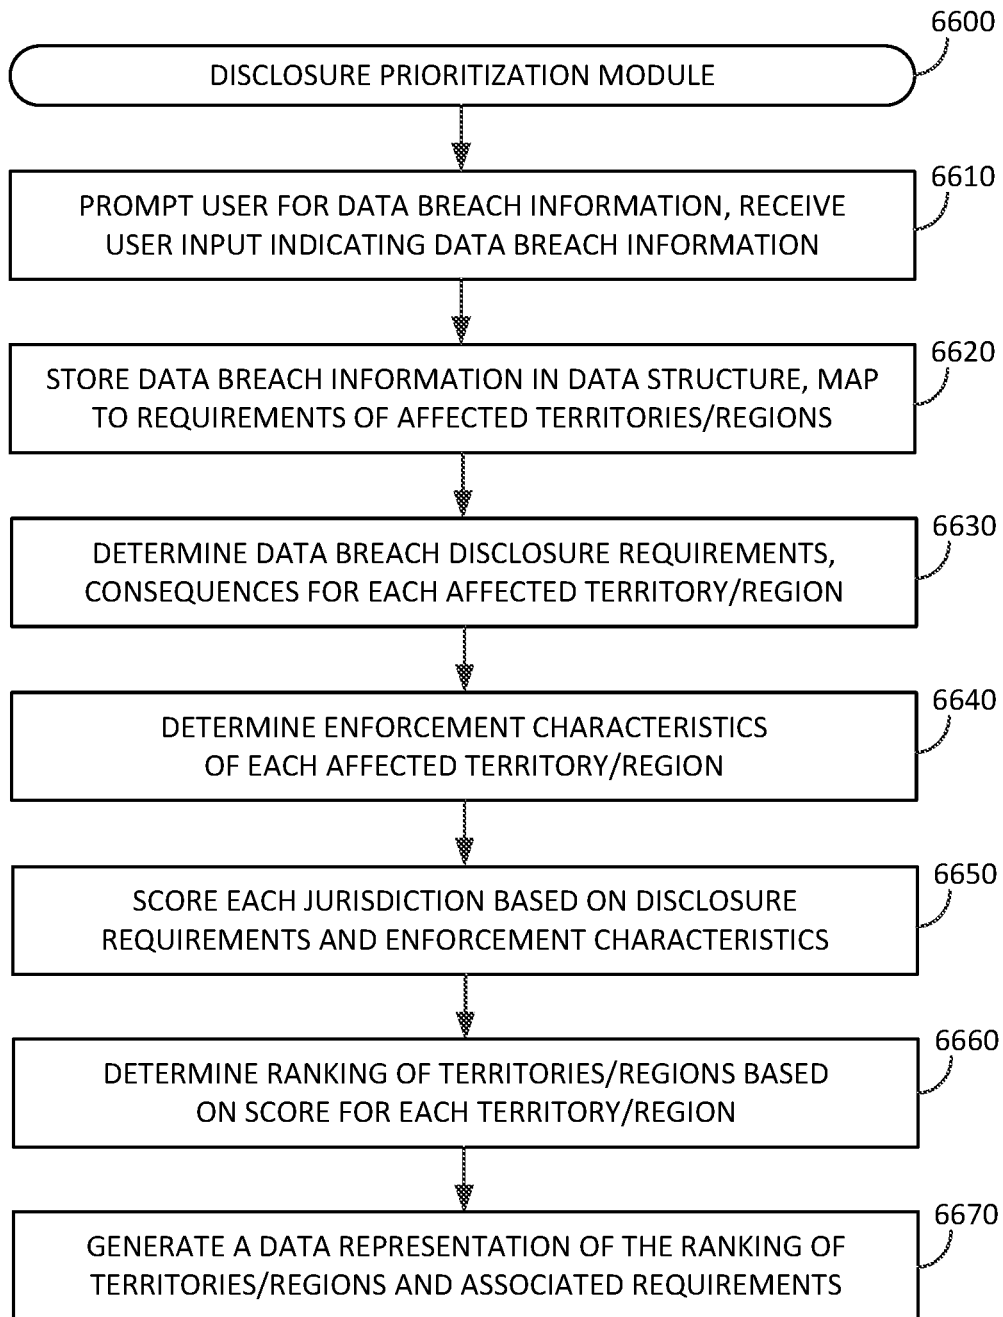 6600
DISCLOSURE PRIORITIZATION MODULE
6610
PROMPT USER FOR DATA BREACH INFORMATION, RECEIVE
USER INPUT INDICATING DATA BREACH INFORMATION
6620
STORE DATA BREACH INFORMATION IN DATA STRUCTURE, MAP
TO REQUIREMENTS OF AFFECTED TERRITORIES/REGIONS
6630
DETERMINE DATA BREACH DISCLOSURE REQUIREMENTS,
CONSEQUENCES FOR EACH AFFECTED TERRITORY/REGION
6640
DETERMINE ENFORCEMENT CHARACTERISTICS
OF EACH AFFECTED TERRITORY/REGION
6650
SCORE EACH JURISDICTION BASED ON DISCLOSURE
REQUIREMENTS AND ENFORCEMENT CHARACTERISTICS
6660
DETERMINE RANKING OF TERRITORIES/REGIONS BASED
ON SCORE FOR EACH TERRITORY/REGION
6670
GENERATE A DATA REPRESENTATION OF THE RANKING OF
TERRITORIES/REGIONS AND ASSOCIATED REQUIREMENTS